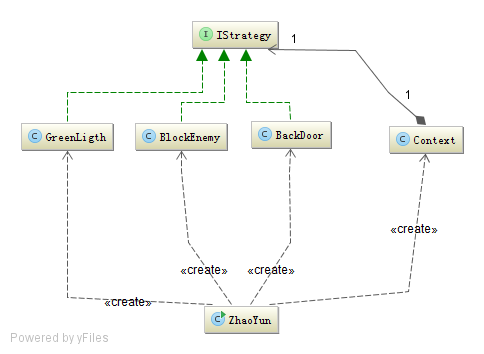 I IStrategy
1
1
C GreenLigth
C BlockEnemy
C BackDoor
C Context
«create»
«create»
«create»
«create»
C ZhaoYun
Powered by yFiles